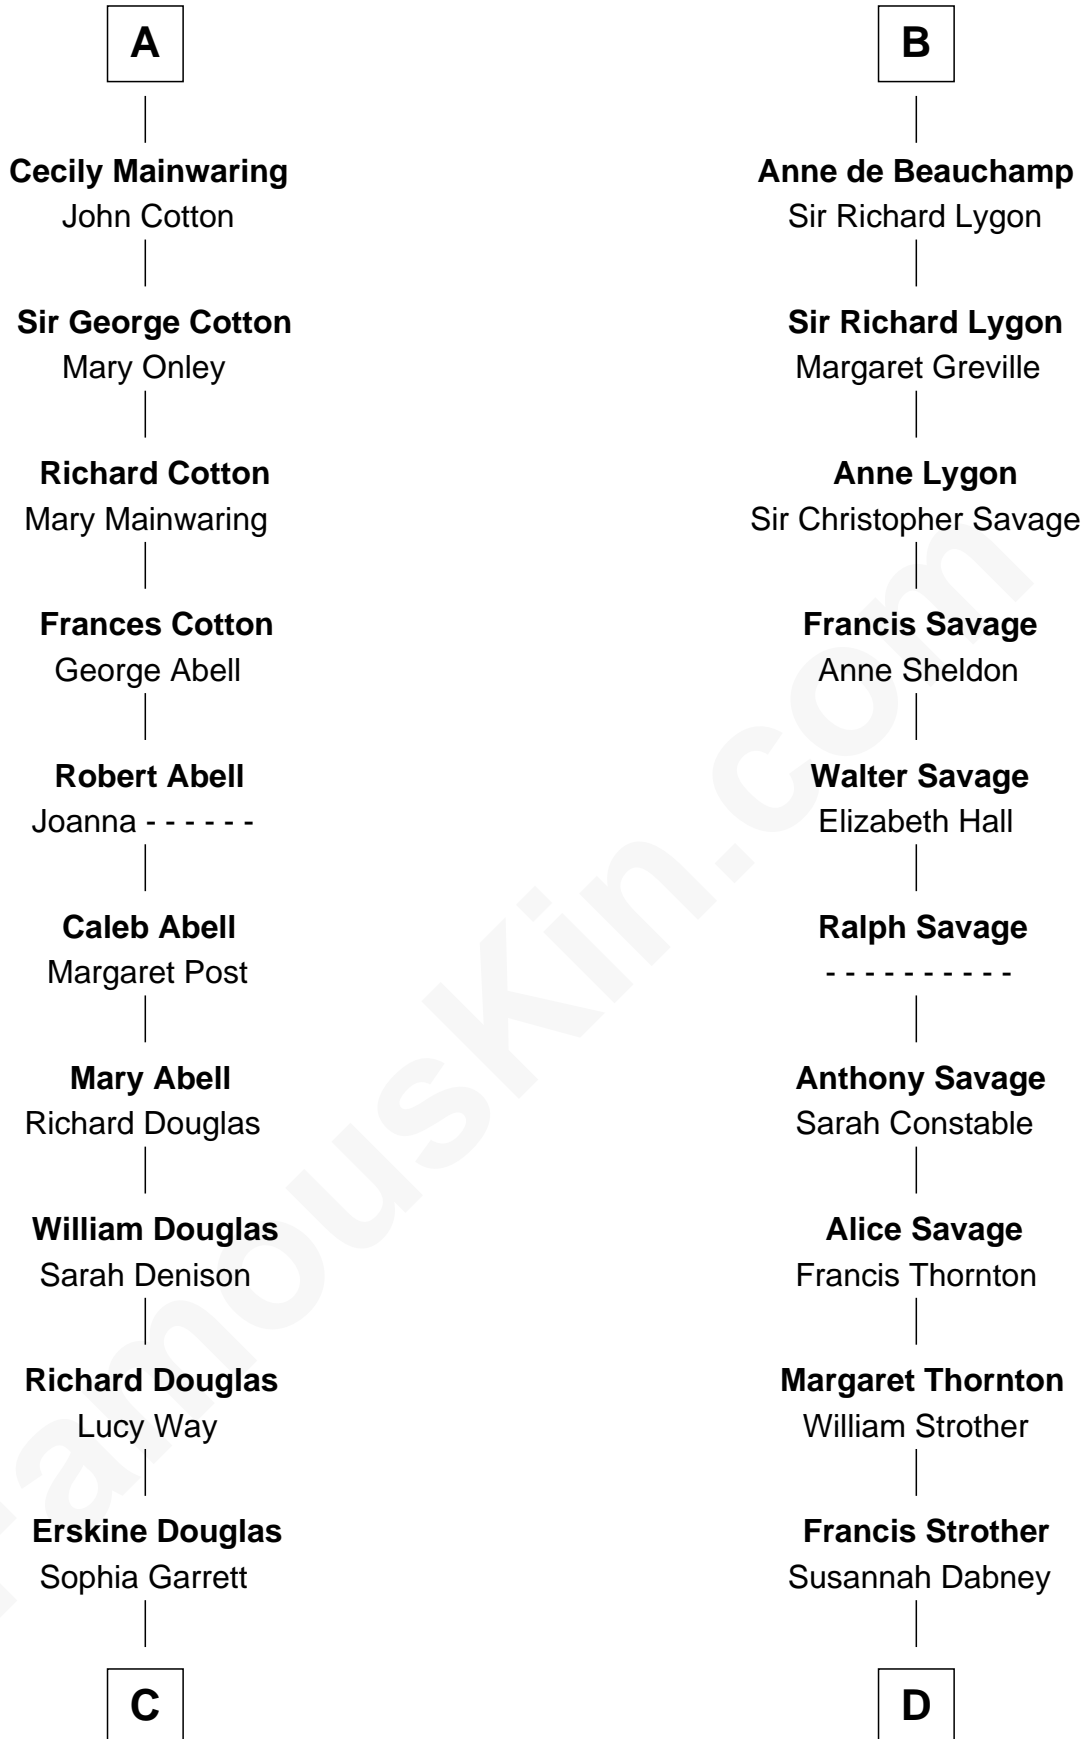 A
Cecily Mainwaring
John Cotton
Sir George Cotton
Mary Onley
Richard Cotton
Mary Mainwaring
Frances Cotton
George Abell
Robert Abell
Joanna - - - - - -
Caleb Abell
Margaret Post
Mary Abell
Richard Douglas
William Douglas
Sarah Denison
Richard Douglas
Lucy Way
Erskine Douglas
Sophia Garrett
C
B
Anne de Beauchamp
Sir Richard Lygon
Sir Richard Lygon
Margaret Greville
Anne Lygon
Sir Christopher Savage
Francis Savage
Anne Sheldon
Walter Savage
Elizabeth Hall
Ralph Savage
- - - - - - - - - -
Anthony Savage
Sarah Constable
Alice Savage
Francis Thornton
Margaret Thornton
William Strother
Francis Strother
Susannah Dabney
D
FamousKin.com